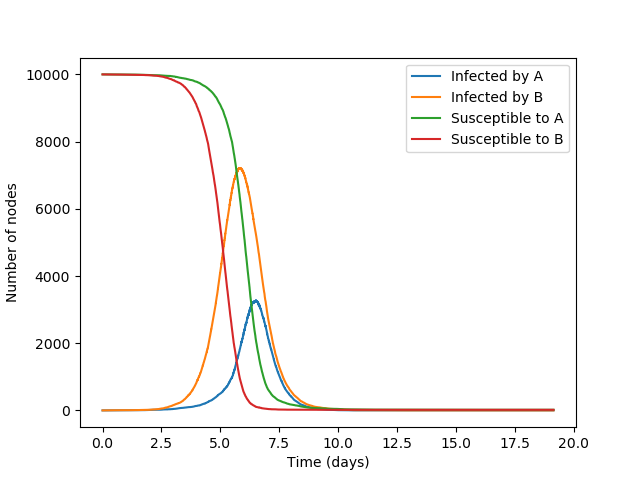 Number of nodes
10000
8000
6000
4000
2000
0
Infected by A
Infected by B
Susceptible to A
Susceptible to B
0.0 2.5 5.0 7.5 10.0 12.5 15.0 17.5 20.0
Time (days)